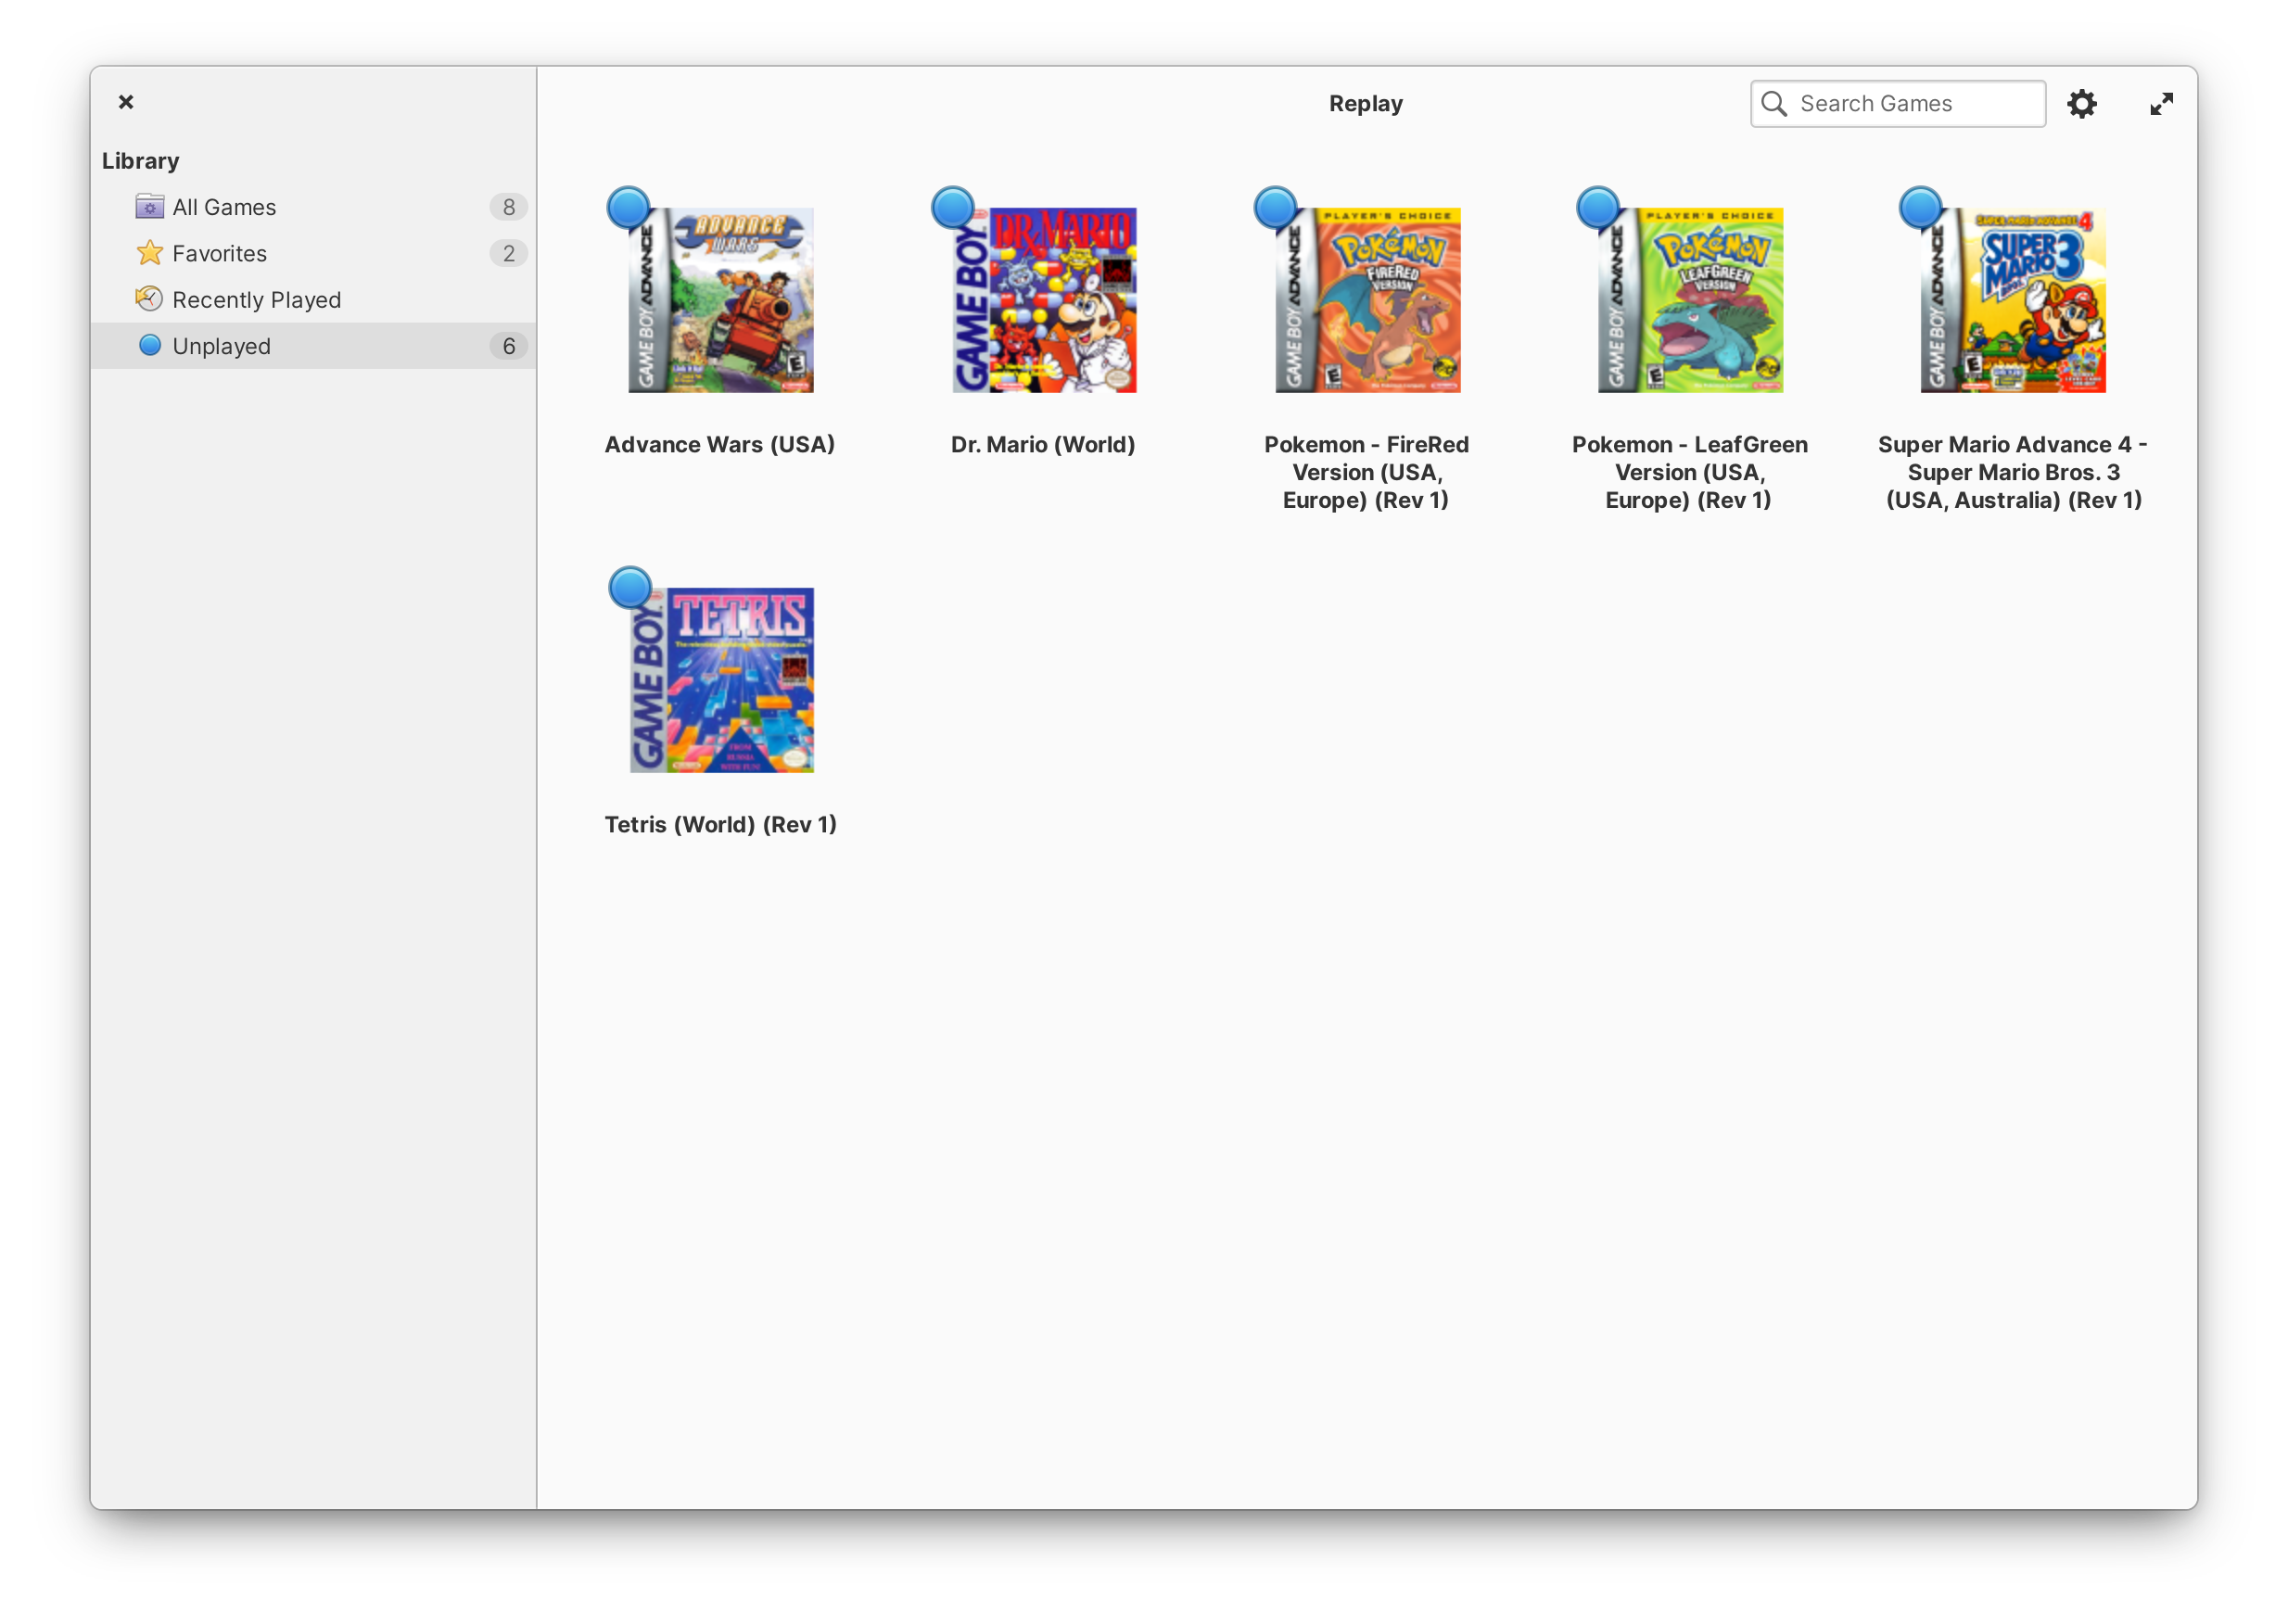 Replay
Search Games
Library
All Games 8
Favorites 2
Recently Played
Unplayed 6
ADVANCE
WARS
GAME BOY ADVANCE
E
Advance Wars (USA)
DR. MARIO
GAME BOY
Dr. Mario (World)
PLAYER'S CHOICE
POKéMON
FIRERED
VERSION
GAME BOY ADVANCE
E
Pokemon - FireRed
Version (USA,
Europe) (Rev 1)
PLAYER'S CHOICE
POKéMON
LEAFGREEN
VERSION
GAME BOY ADVANCE
E
Pokemon - LeafGreen
Version (USA,
Europe) (Rev 1)
SUPER MARIO ADVANCE 4
SUPER
MARIO 3
BROS.
GAME BOY ADVANCE
E
Super Mario Advance 4 -
Super Mario Bros. 3
(USA, Australia) (Rev 1)
TETRIS
GAME BOY
FROM
RUSSIA
WITH FUN!
Tetris (World) (Rev 1)